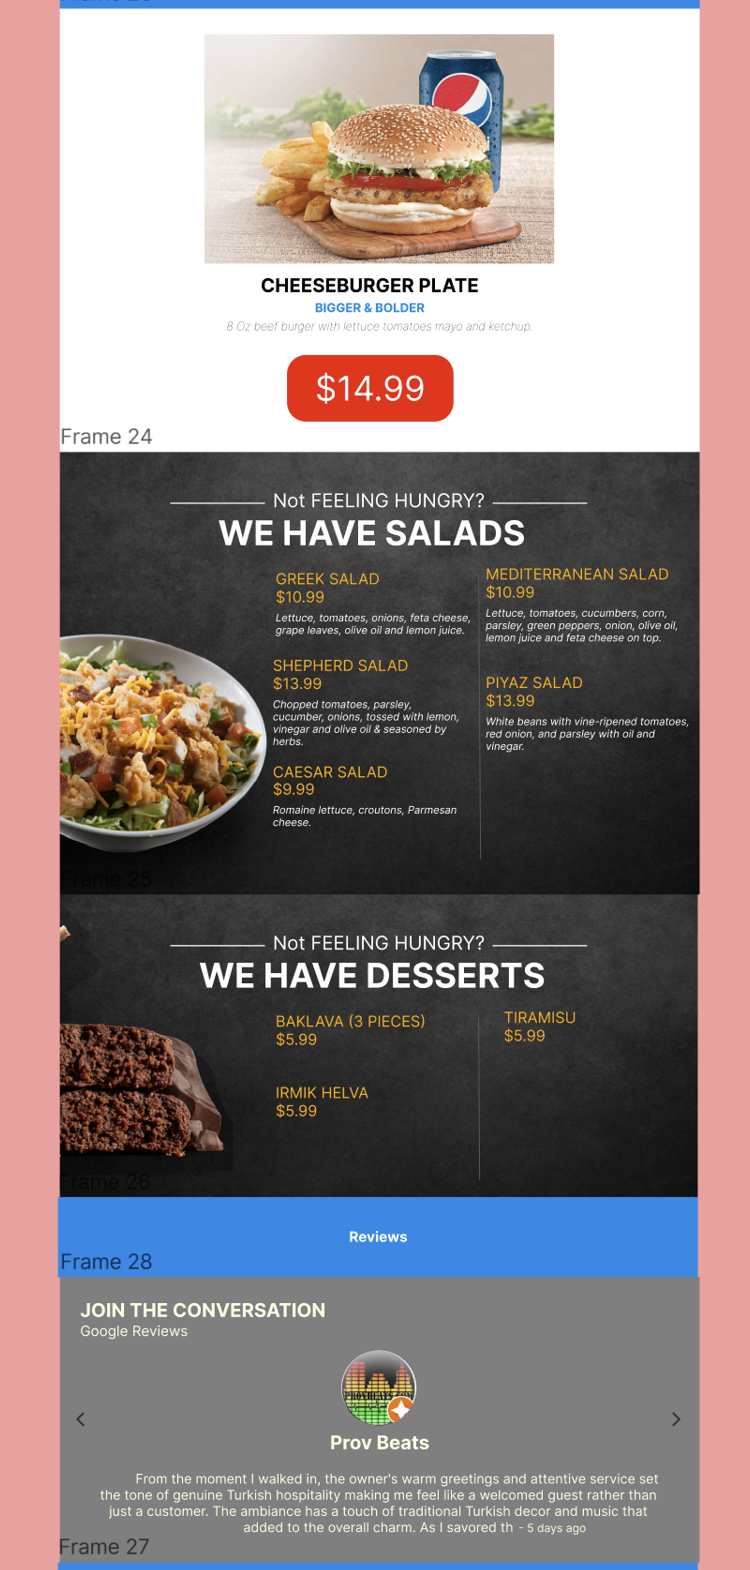 CHEESEBURGER PLATE
BIGGER & BOLDER
8 Oz beef burger with lettuce tomatoes mayo and ketchup.
$14.99
Frame 24
Not FEELING HUNGRY?
WE HAVE SALADS
GREEK SALAD
$10.99
Lettuce, tomatoes, onions, feta cheese,
grape leaves, olive oil and lemon juice.
SHEPHERD SALAD
$13.99
Chopped tomatoes, parsley,
cucumber, onions, tossed with lemon,
vinegar and olive oil & seasoned by
herbs.
CAESAR SALAD
$9.99
Romaine lettuce, croutons, Parmesan
cheese.
MEDITERRANEAN SALAD
$10.99
Lettuce, tomatoes, cucumbers, corn,
parsley, green peppers, onion, olive oil,
lemon juice and feta cheese on top.
PIYAZ SALAD
$13.99
White beans with vine-ripened tomatoes,
red onion, and parsley with oil and
vinegar.
Frame 25
Not FEELING HUNGRY?
WE HAVE DESSERTS
BAKLAVA (3 PIECES)
$5.99
IRMIK HELVA
$5.99
TIRAMISU
$5.99
Frame 26
Reviews
Frame 28
JOIN THE CONVERSATION
Google Reviews
Prov Beats
From the moment I walked in, the owner's warm greetings and attentive service set
the tone of genuine Turkish hospitality making me feel like a welcomed guest rather than
just a customer. The ambiance has a touch of traditional Turkish decor and music that
added to the overall charm. As I savored th - 5 days ago
Frame 27